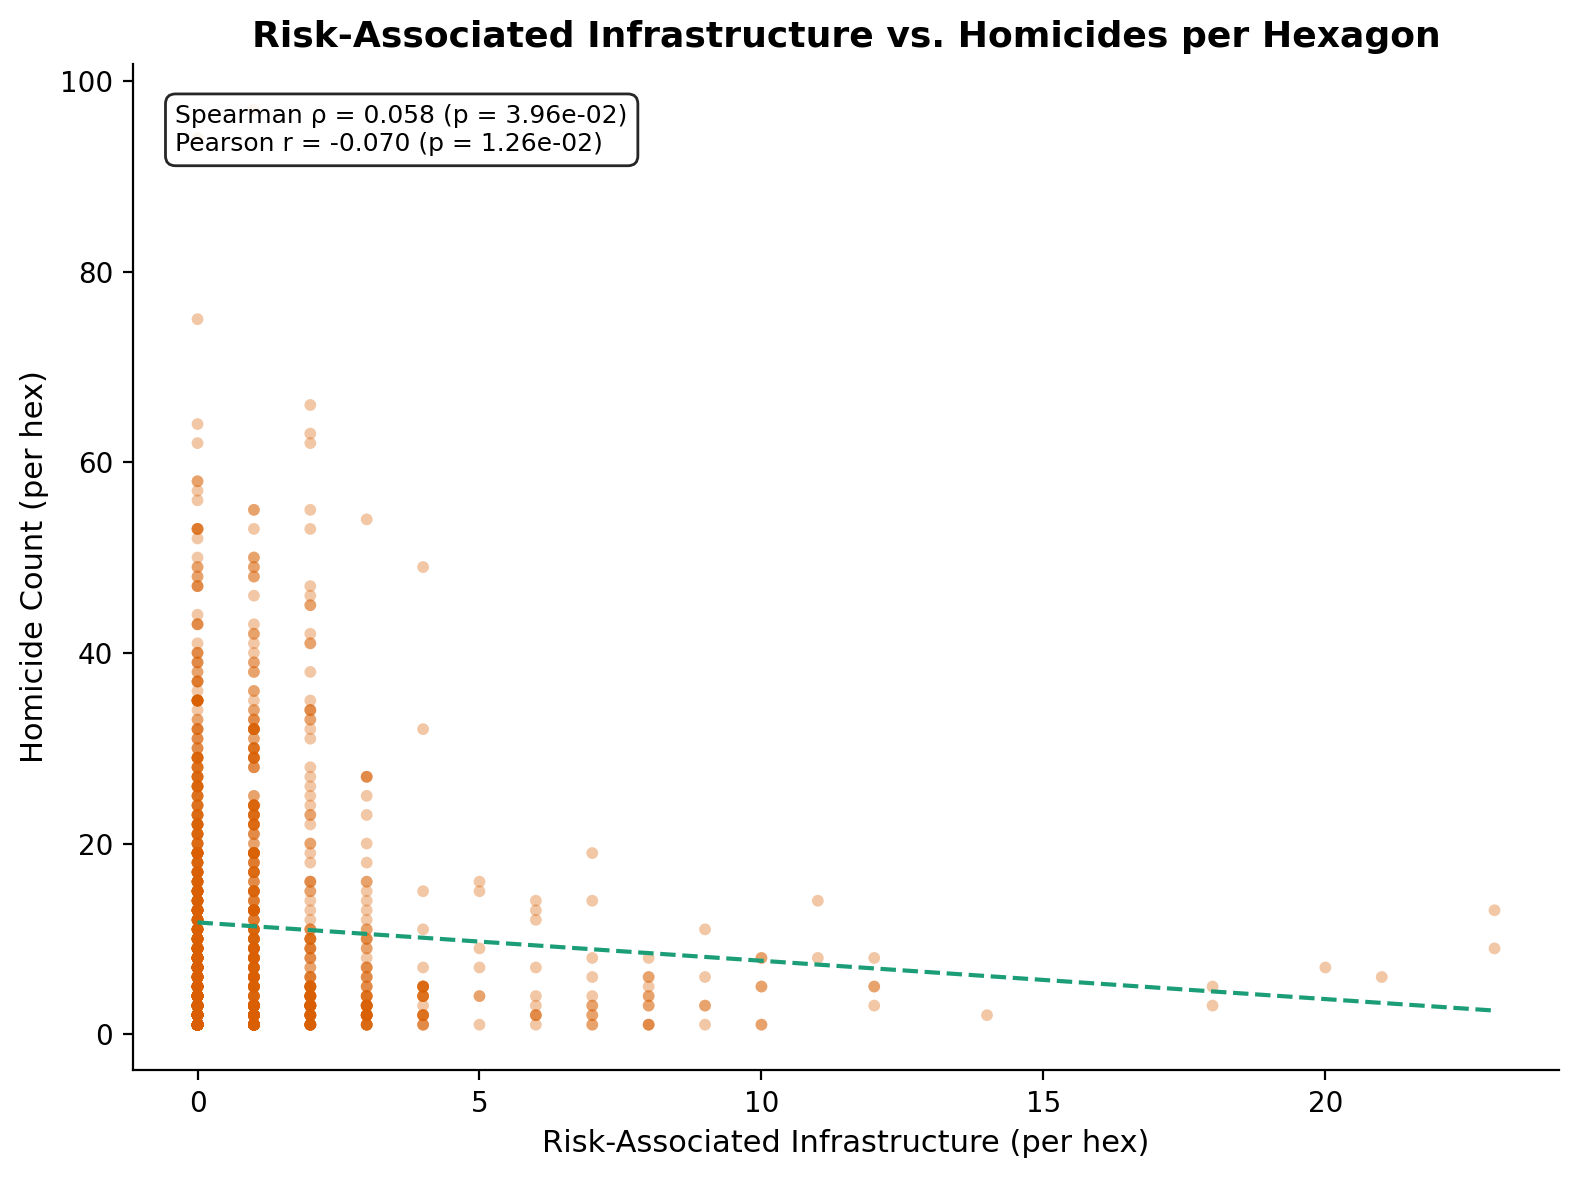 Risk-Associated Infrastructure vs. Homicides per Hexagon
100
Spearman ρ = 0.058 (p = 3.96e-02)
Pearson r = -0.070 (p = 1.26e-02)
80
60
40
20
0
Homicide Count (per hex)
0 5 10 15 20
Risk-Associated Infrastructure (per hex)